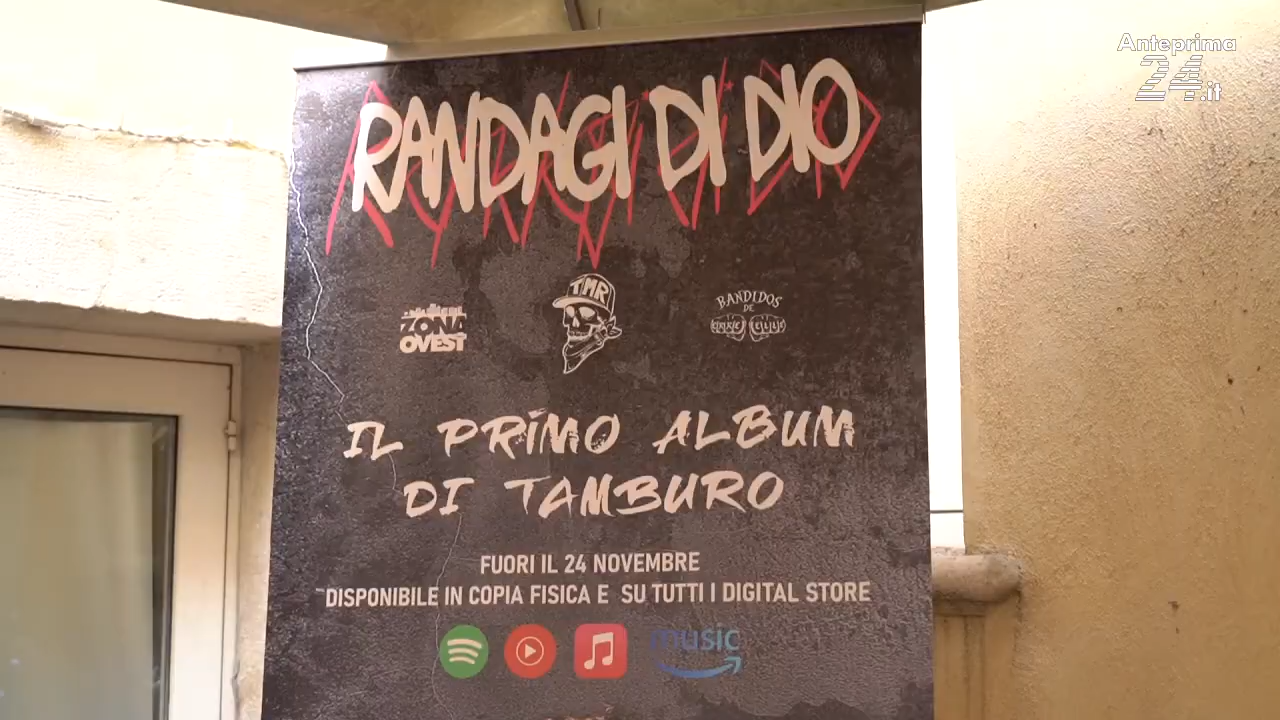 Anteprima
24.it
RANDAGI DI DIO
ZONA
OVEST
TMR
BANDIDOS
DE
IL PRIMO ALBUM
DI TAMBURO
FUORI IL 24 NOVEMBRE
DISPONIBILE IN COPIA FISICA E SU TUTTI I DIGITAL STORE
music